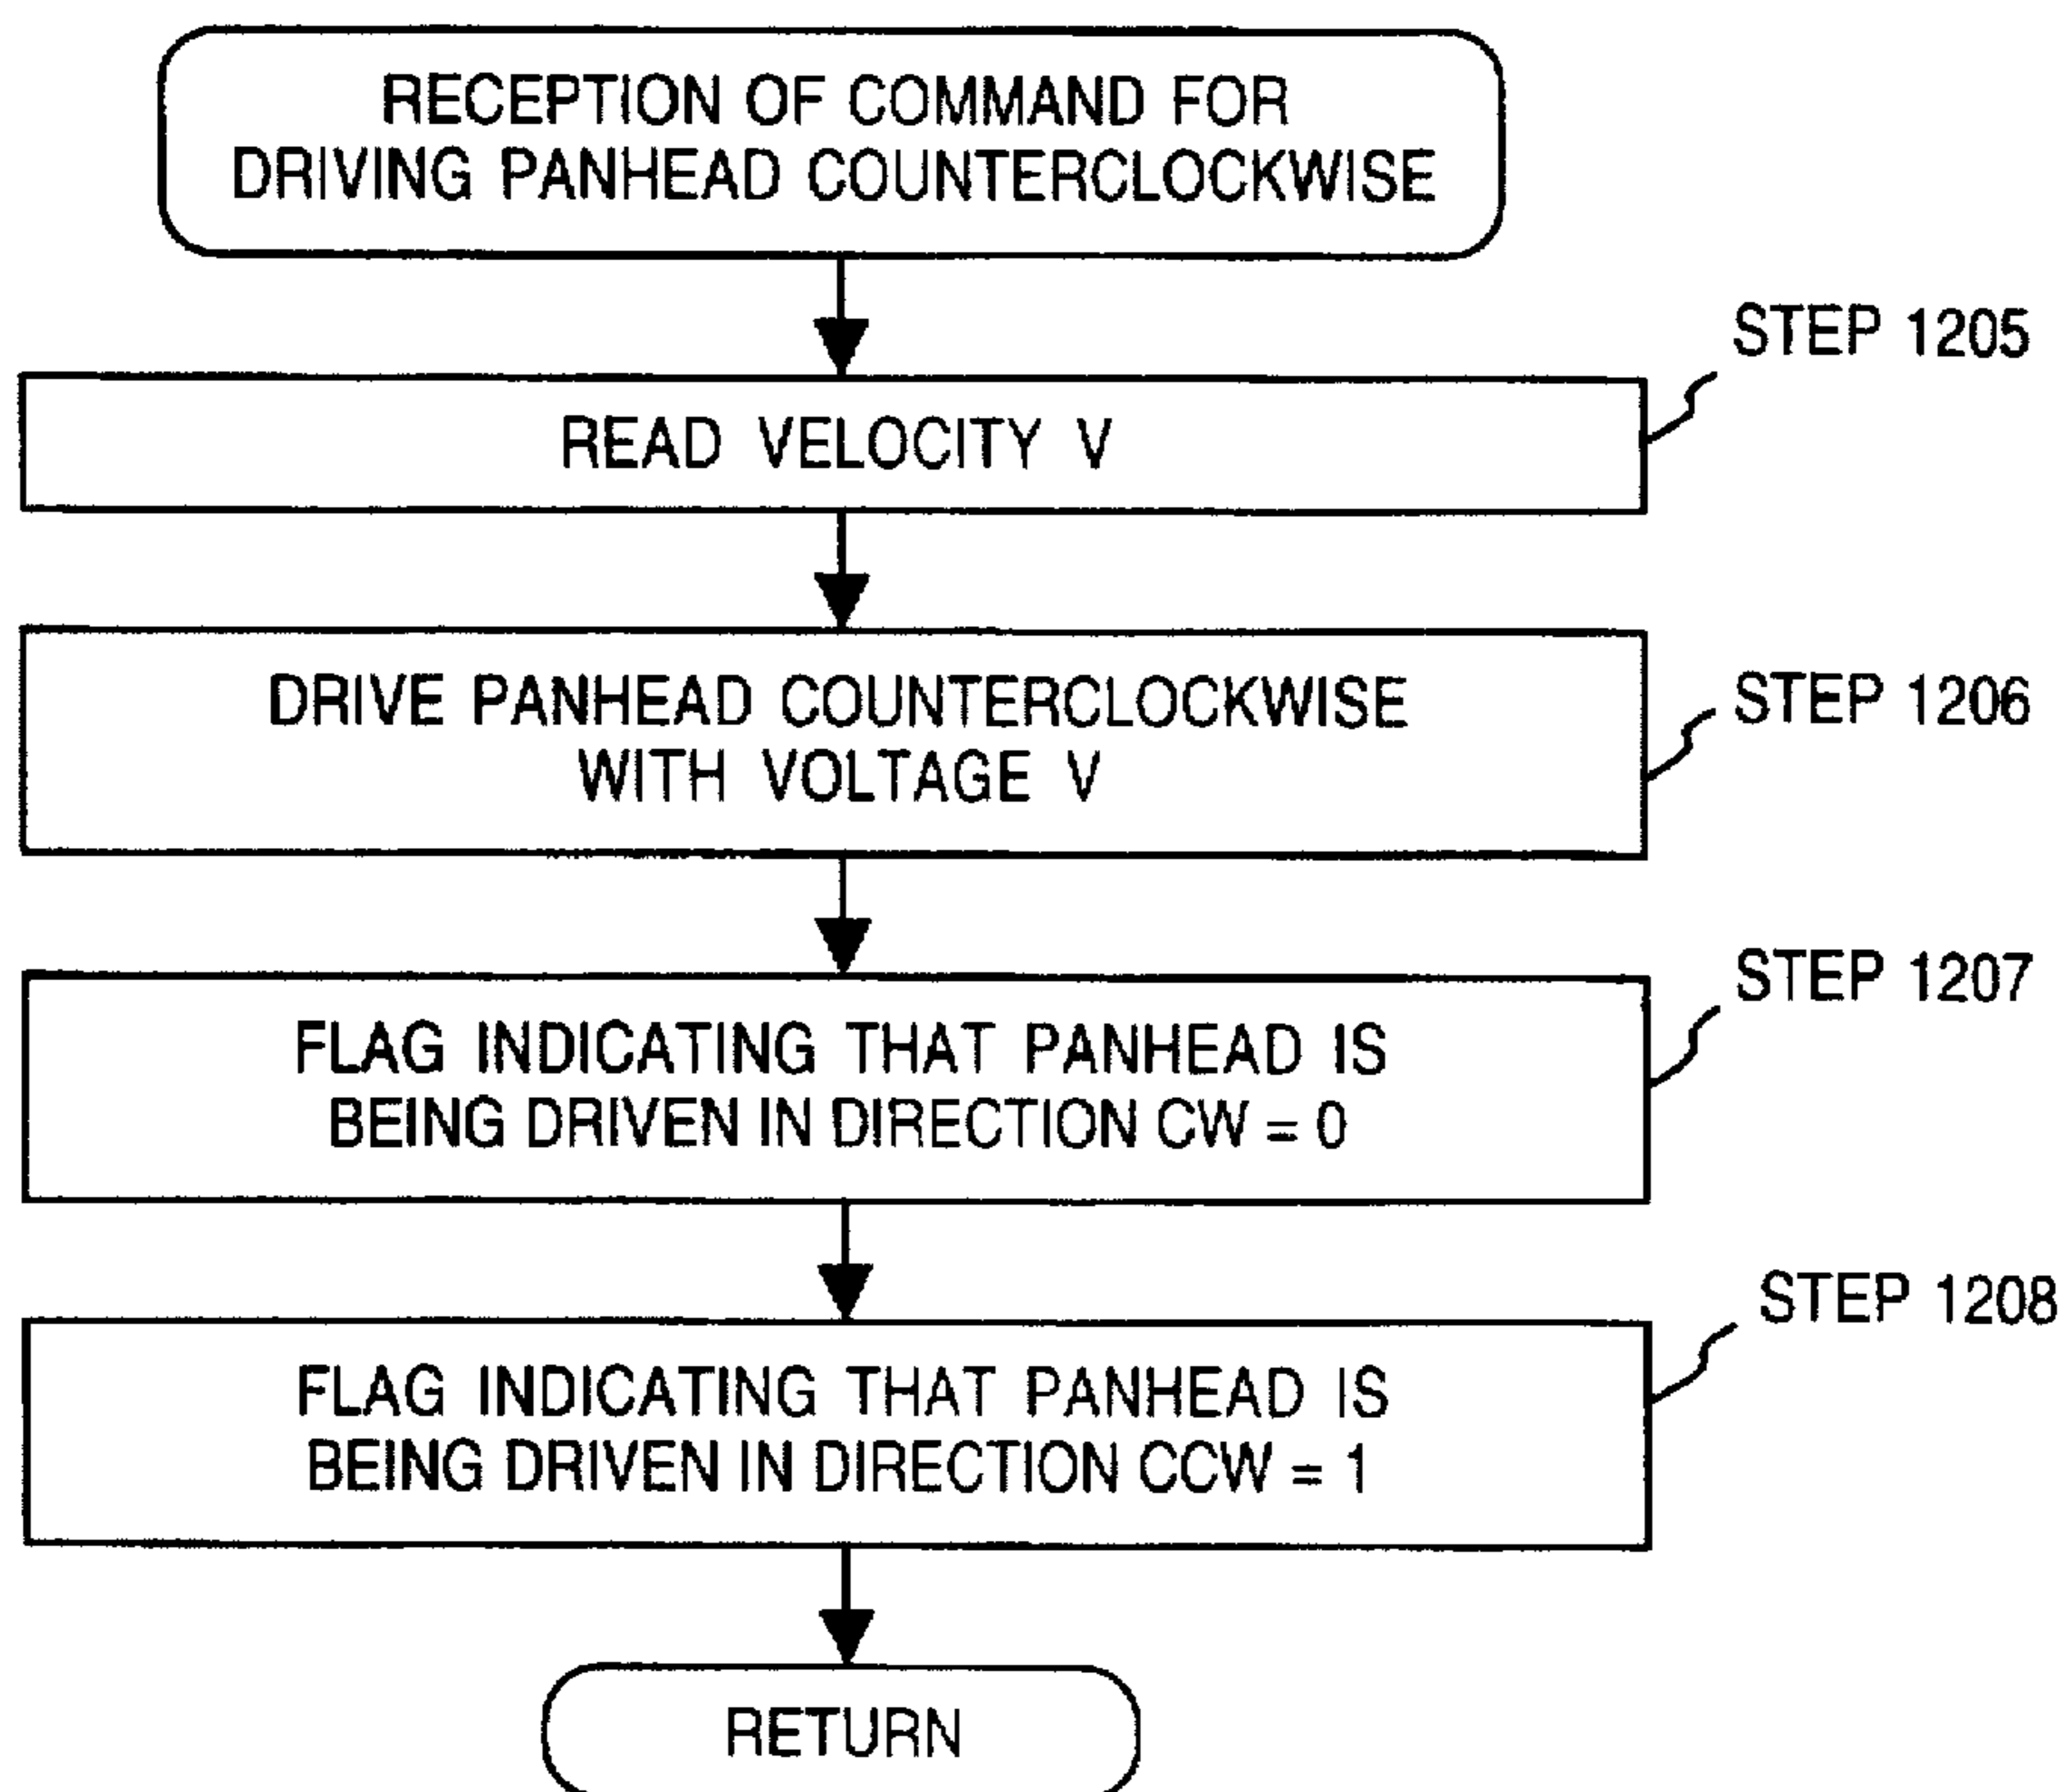 RECEPTION OF COMMAND FOR
DRIVING PANHEAD COUNTERCLOCKWISE
STEP 1205
READ VELOCITY V
STEP 1206
DRIVE PANHEAD COUNTERCLOCKWISE
WITH VOLTAGE V
STEP 1207
FLAG INDICATING THAT PANHEAD IS
BEING DRIVEN IN DIRECTION CW = 0
STEP 1208
FLAG INDICATING THAT PANHEAD IS
BEING DRIVEN IN DIRECTION CCW = 1
RETURN